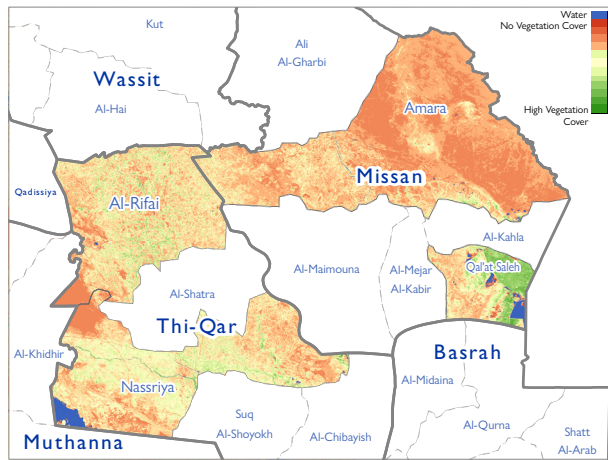 Kut
Ali
Al-Gharbi
Water
No Vegetation Cover
High Vegetation
Cover
Wassit
Al-Hai
Amara
Missan
Qadissiya
Al-Rifai
Al-Kahla
Qal'at Saleh
Al-Maimouna
Al-Mejar
Al-Kabir
Al-Shatra
Thi-Qar
Al-Khidhir
Basrah
Al-Midaina
Nassriya
Suq
Al-Shoyokh
Al-Chibayish
Al-Qurna
Shatt
Al-Arab
Muthanna